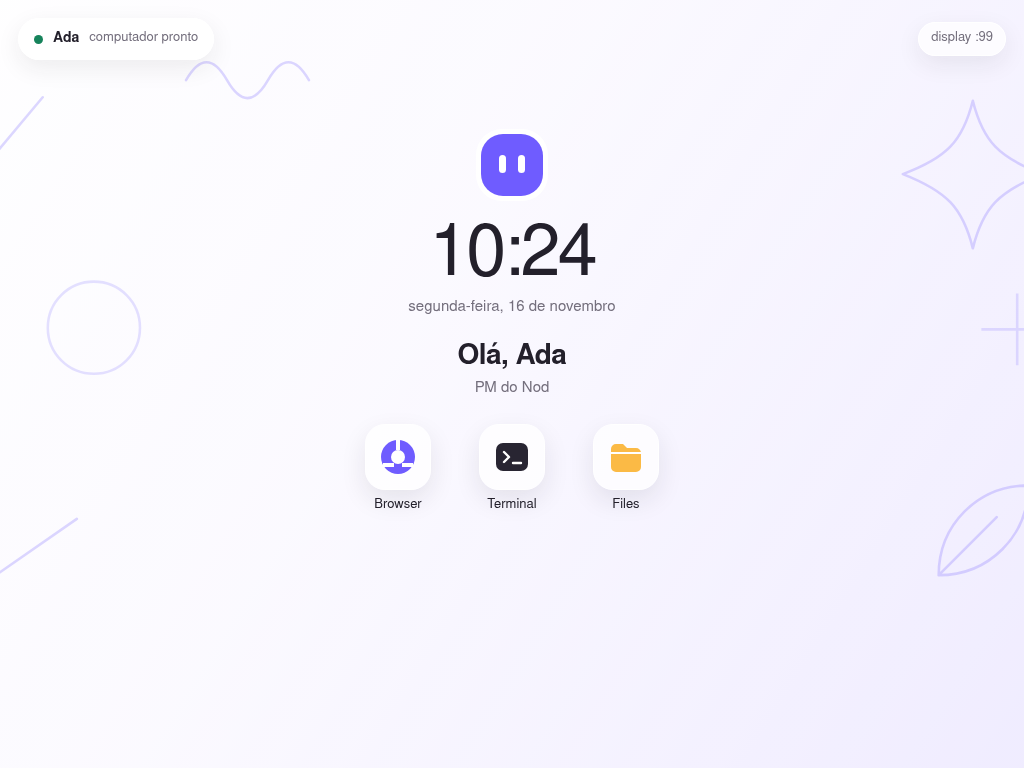 Ada computador pronto
display :99
10:24
segunda-feira, 16 de novembro
Olá, Ada
PM do Nod
Browser
Terminal
Files